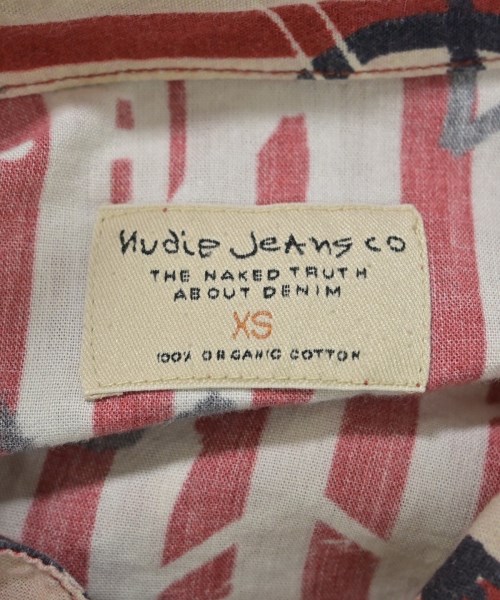 Nudie Jeans co
THE NAKED TRUTH
ABOUT DENIM
XS
100% ORGANIC COTTON